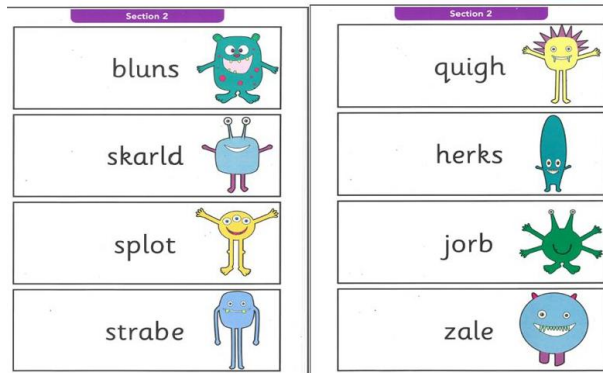 Section 2
bluns
skarld
splot
strabe
Section 2
quigh
herks
jorb
zale